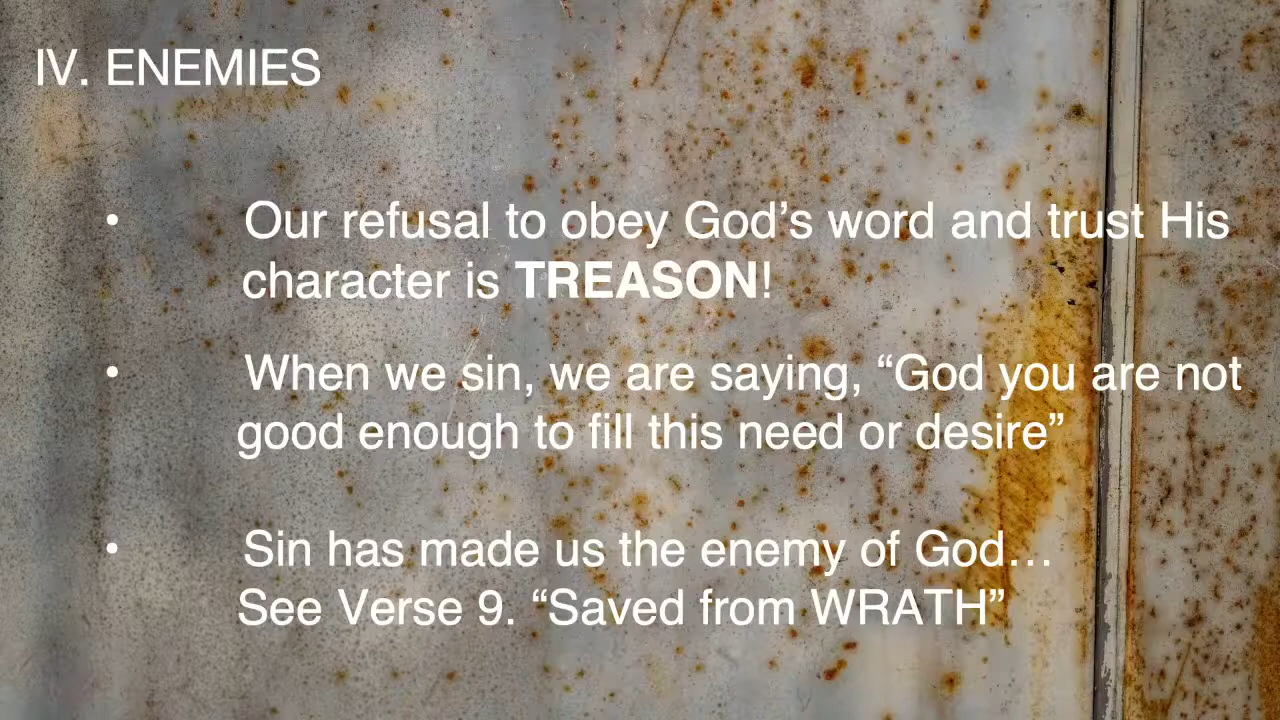 IV. ENEMIES
• Our refusal to obey God’s word and trust His
character is TREASON!
• When we sin, we are saying, “God you are not
good enough to fill this need or desire”
• Sin has made us the enemy of God…
See Verse 9. “Saved from WRATH”